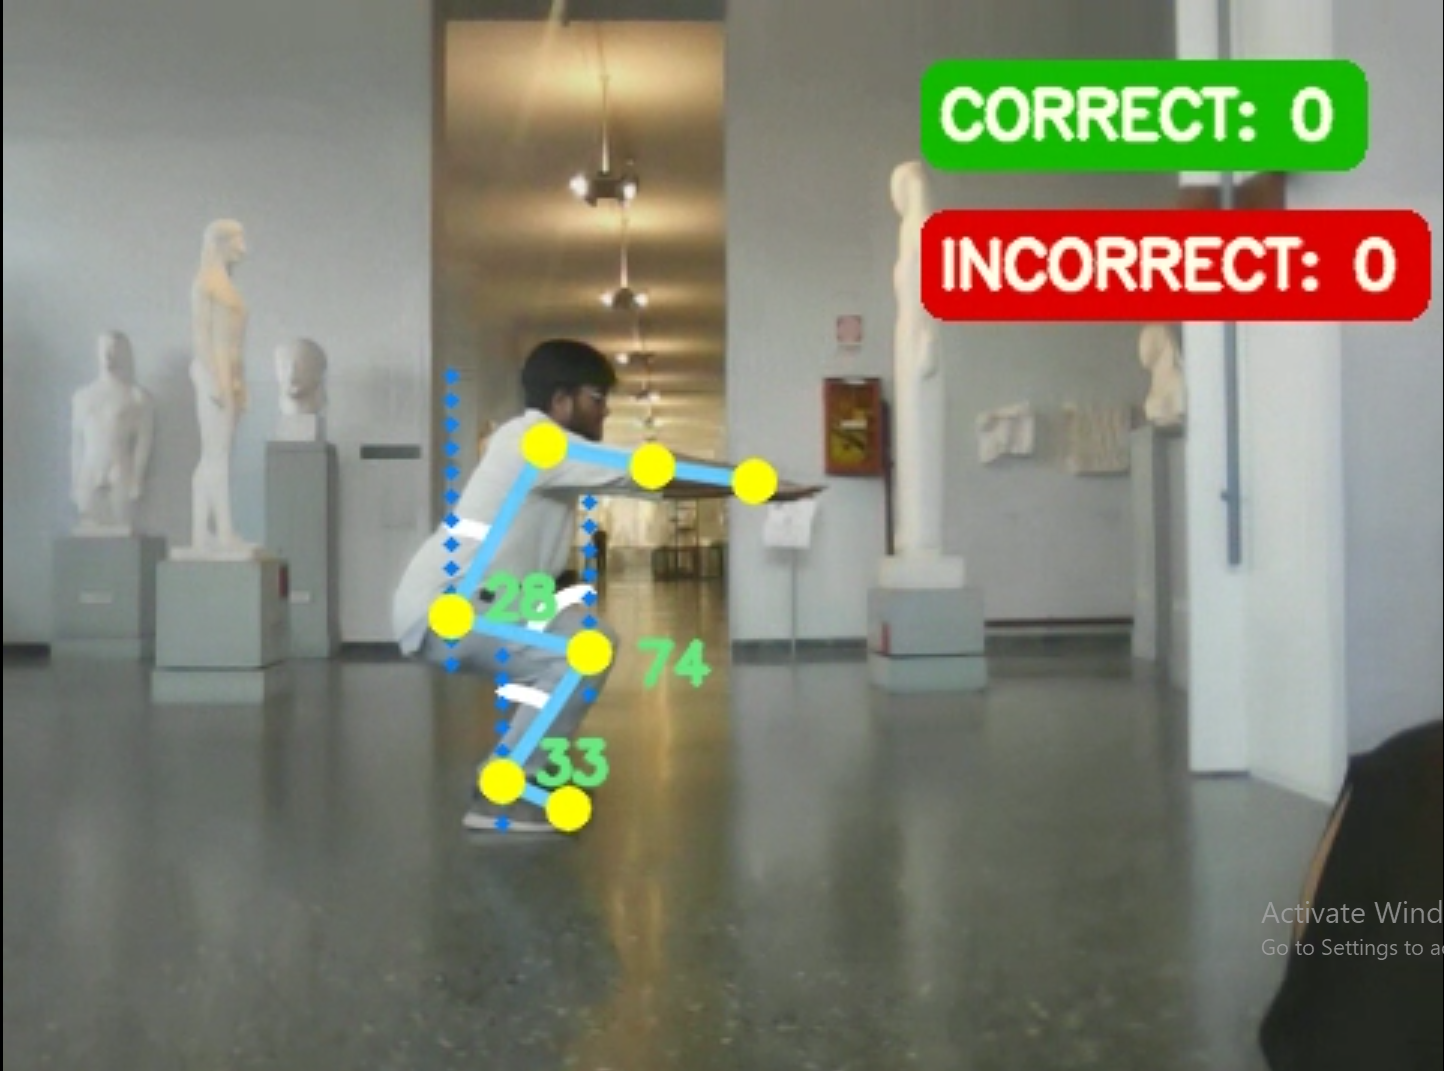 CORRECT: 0
INCORRECT: 0
28
74
33
Activate Wind
Go to Settings to a